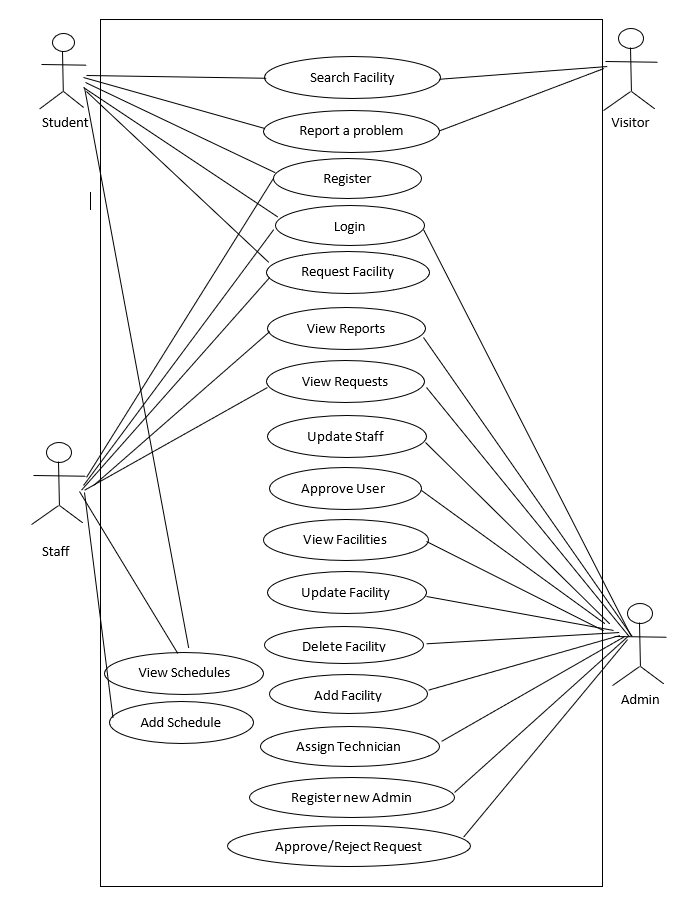 Search Facility
Report a problem
Student
Visitor
Register
Login
Request Facility
View Reports
View Requests
Update Staff
Approve User
View Facilities
Staff
Update Facility
Delete Facility
View Schedules
Add Facility
Admin
Add Schedule
Assign Technician
Register new Admin
Approve/Reject Request